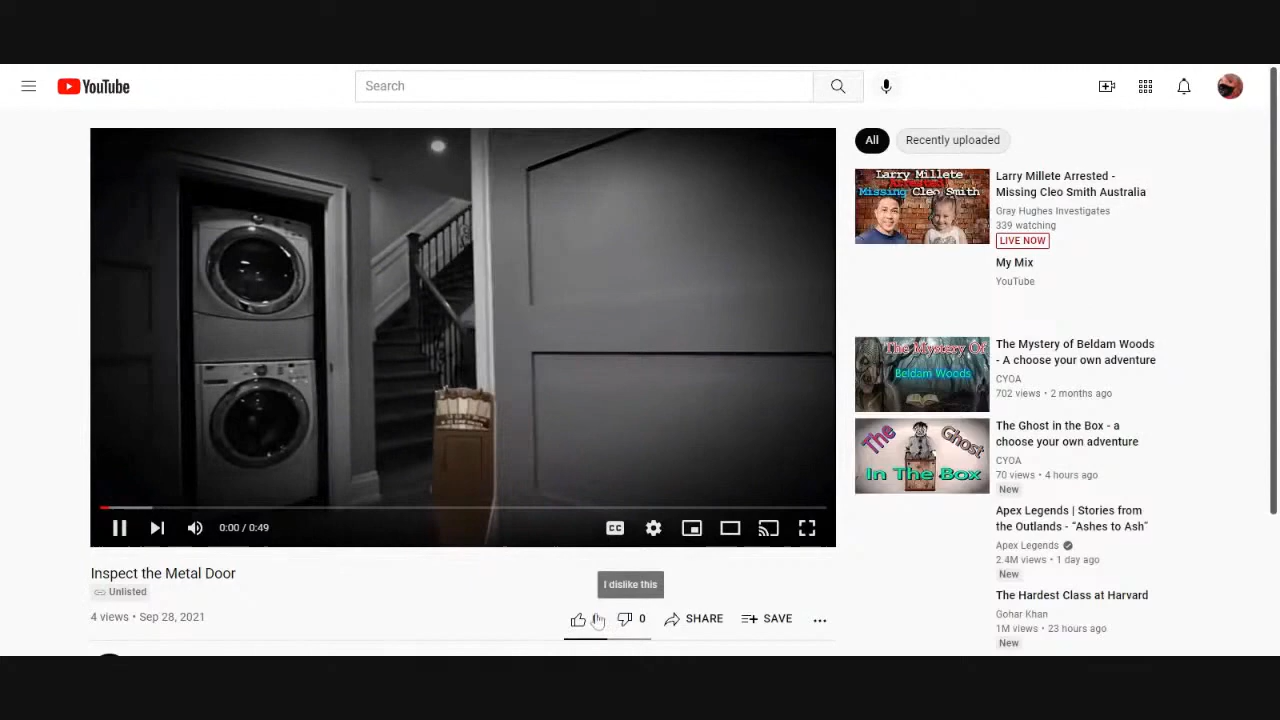 YouTube
Search
All
Recently uploaded
Larry Millete
Arrested
Missing Cleo Smith
Larry Millete Arrested -
Missing Cleo Smith Australia
Gray Hughes Investigates
339 watching
LIVE NOW
My Mix
YouTube
The Mystery Of
Beldam Woods
The Mystery of Beldam Woods
- A choose your own adventure
CYOA
702 views • 2 months ago
The Ghost
In The Box
The Ghost in the Box - a
choose your own adventure
CYOA
70 views • 4 hours ago
New
Apex Legends | Stories from
the Outlands - “Ashes to Ash”
Apex Legends
2.4M views • 1 day ago
New
The Hardest Class at Harvard
Gohar Khan
1M views • 23 hours ago
New
0:00 / 0:49
CC
Inspect the Metal Door
Unlisted
I dislike this
4 views • Sep 28, 2021
0
SHARE
SAVE